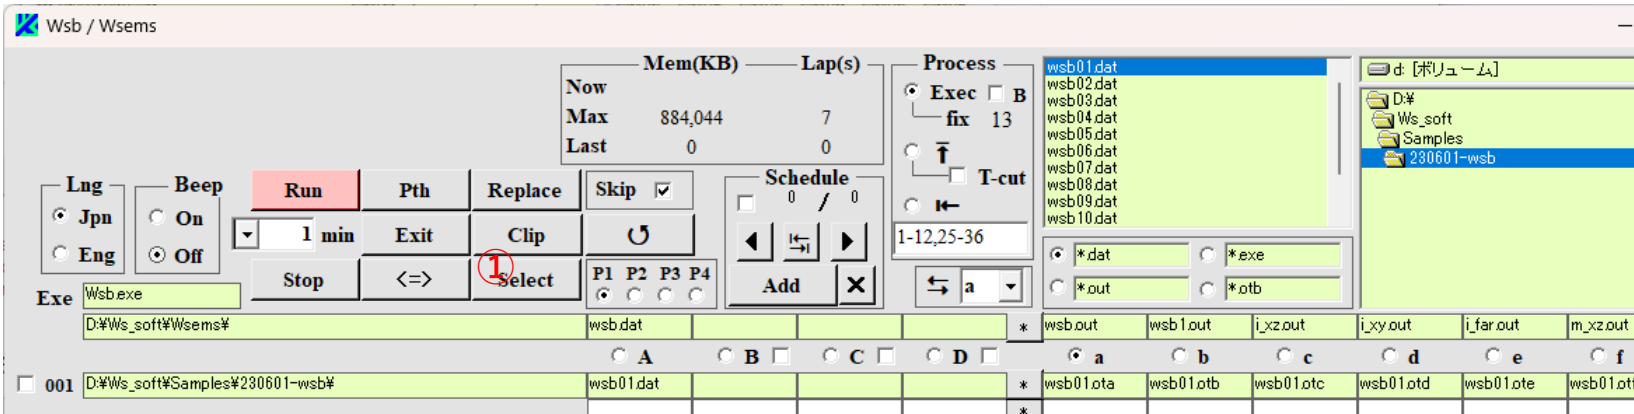 Wsb / Wsems
Mem(KB) Lap(s)
Now
Max 884,044 7
Last 0 0
Process
Exec B
fix 13
T-cut
1-12,25-36
a
wsb01.dat
wsb02.dat
wsb03.dat
wsb04.dat
wsb05.dat
wsb06.dat
wsb07.dat
wsb08.dat
wsb09.dat
wsb10.dat
d: [ボリューム]
D:¥
Ws_soft
Samples
230601-wsb
*.dat *.exe
*.out *.otb
Lng
Jpn
Eng
Beep
On
Off
Run Pth Replace
1 min Exit Clip
Stop <=> Select
①
Skip
P1 P2 P3 P4
Schedule
0 / 0
Add
Exe Wsb.exe
D:¥Ws_soft¥Wsems¥ wsb.dat * wsb.out wsb1.out i_xz.out i_xy.out i_far.out m_xz.out
A B C D a b c d e f
001 D:¥Ws_soft¥Samples¥230601-wsb¥ wsb01.dat * wsb01.ota wsb01.otb wsb01.otc wsb01.otd wsb01.ote
*